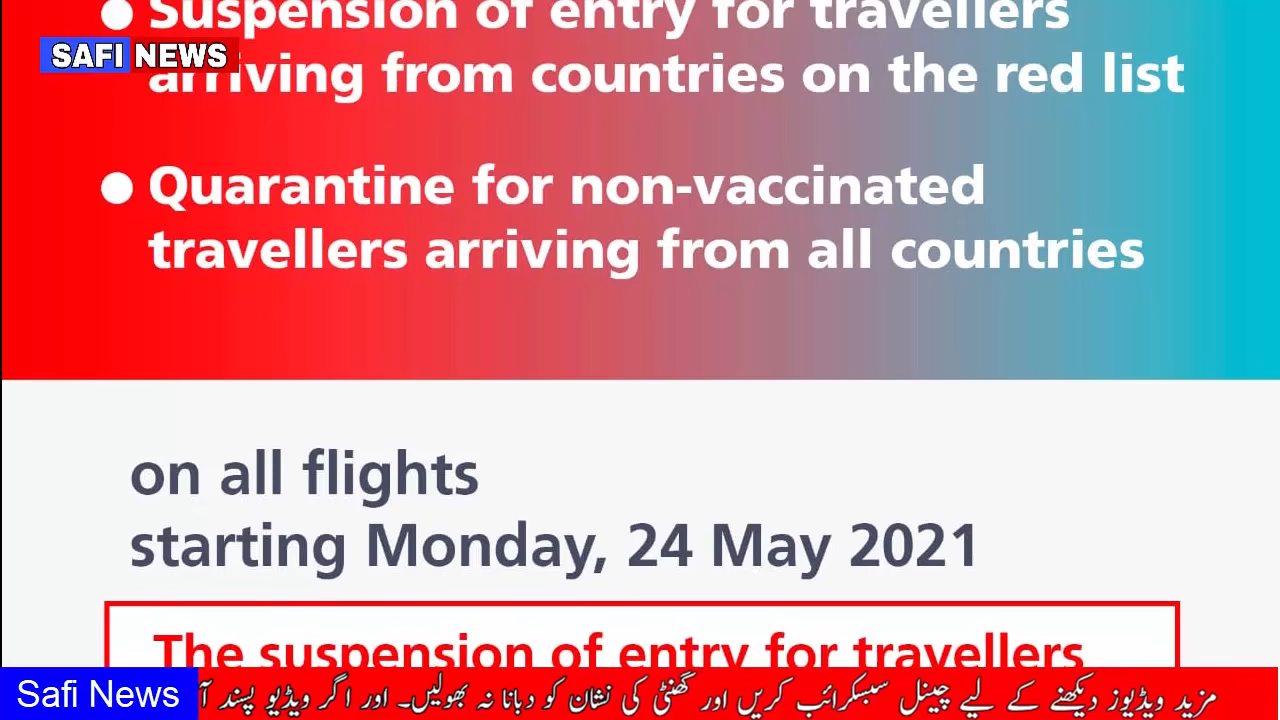 Suspension of entry for travellers
SAFI NEWS
arriving from countries on the red list
Quarantine for non-vaccinated
travellers arriving from all countries
on all flights
starting Monday, 24 May 2021
The suspension of entry for travellers
Safi News
مزید ویڈیوز دیکھنے کے لیے چینل سبسکرائب کریں اور گھنٹی کی نشان کو دبانا نہ بھولیں۔ اور اگر ویڈیو پسند آ